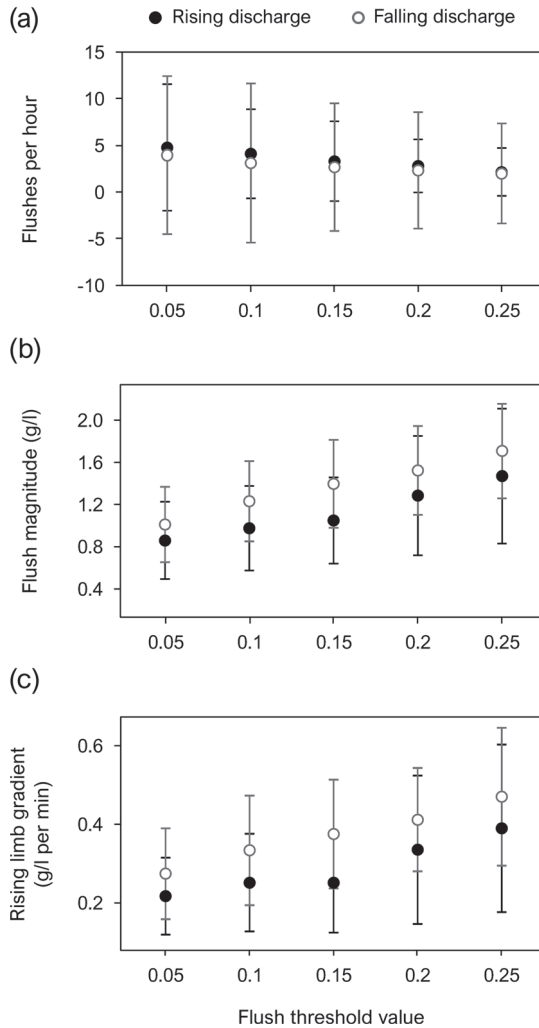 (a)
Rising discharge Falling discharge
Flushes per hour
15
10
5
0
-5
-10
0.05 0.1 0.15 0.2 0.25
(b)
Flush magnitude (g/l)
2.0
1.6
1.2
0.8
0.4
0.05 0.1 0.15 0.2 0.25
(c)
Rising limb gradient
(g/l per min)
0.6
0.4
0.2
0.05 0.1 0.15 0.2 0.25
Flush threshold value